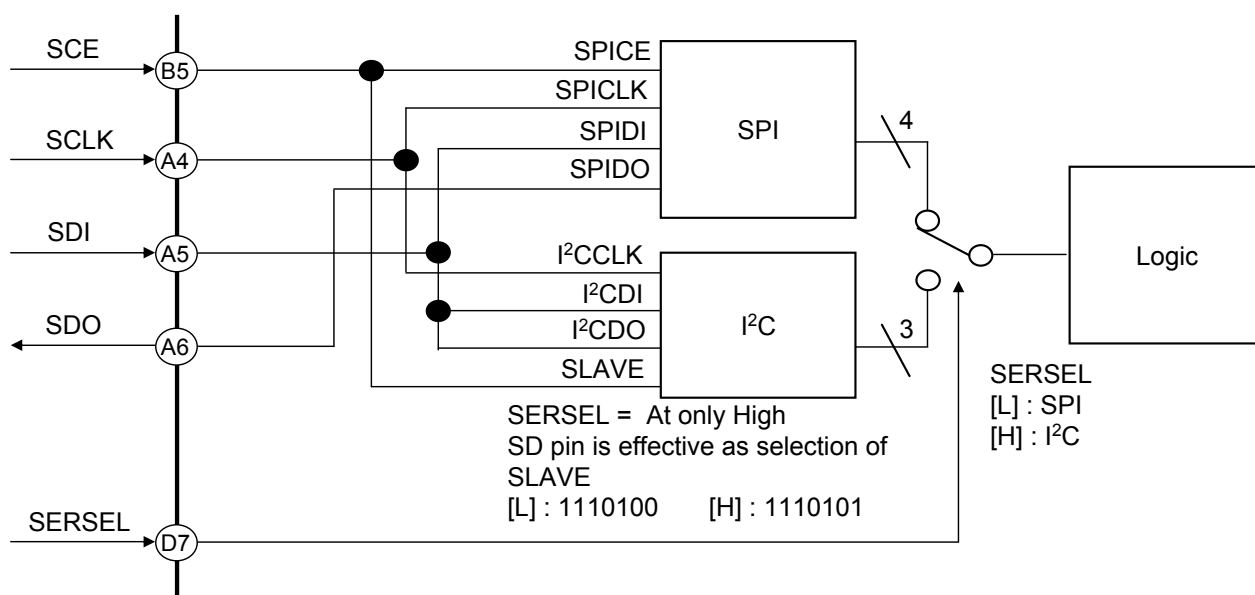 SCE
B5
SCLK
A4
SDI
A5
SDO
A6
SERSEL
D7
SPICE
SPICLK
SPIDI
SPIDO
SPI
4
I²CCLK
I²CDI
I²CDO
SLAVE
I²C
3
Logic
SERSEL = At only High
SD pin is effective as selection of
SLAVE
[L] : 1110100 [H] : 1110101
SERSEL
[L] : SPI
[H] : I²C